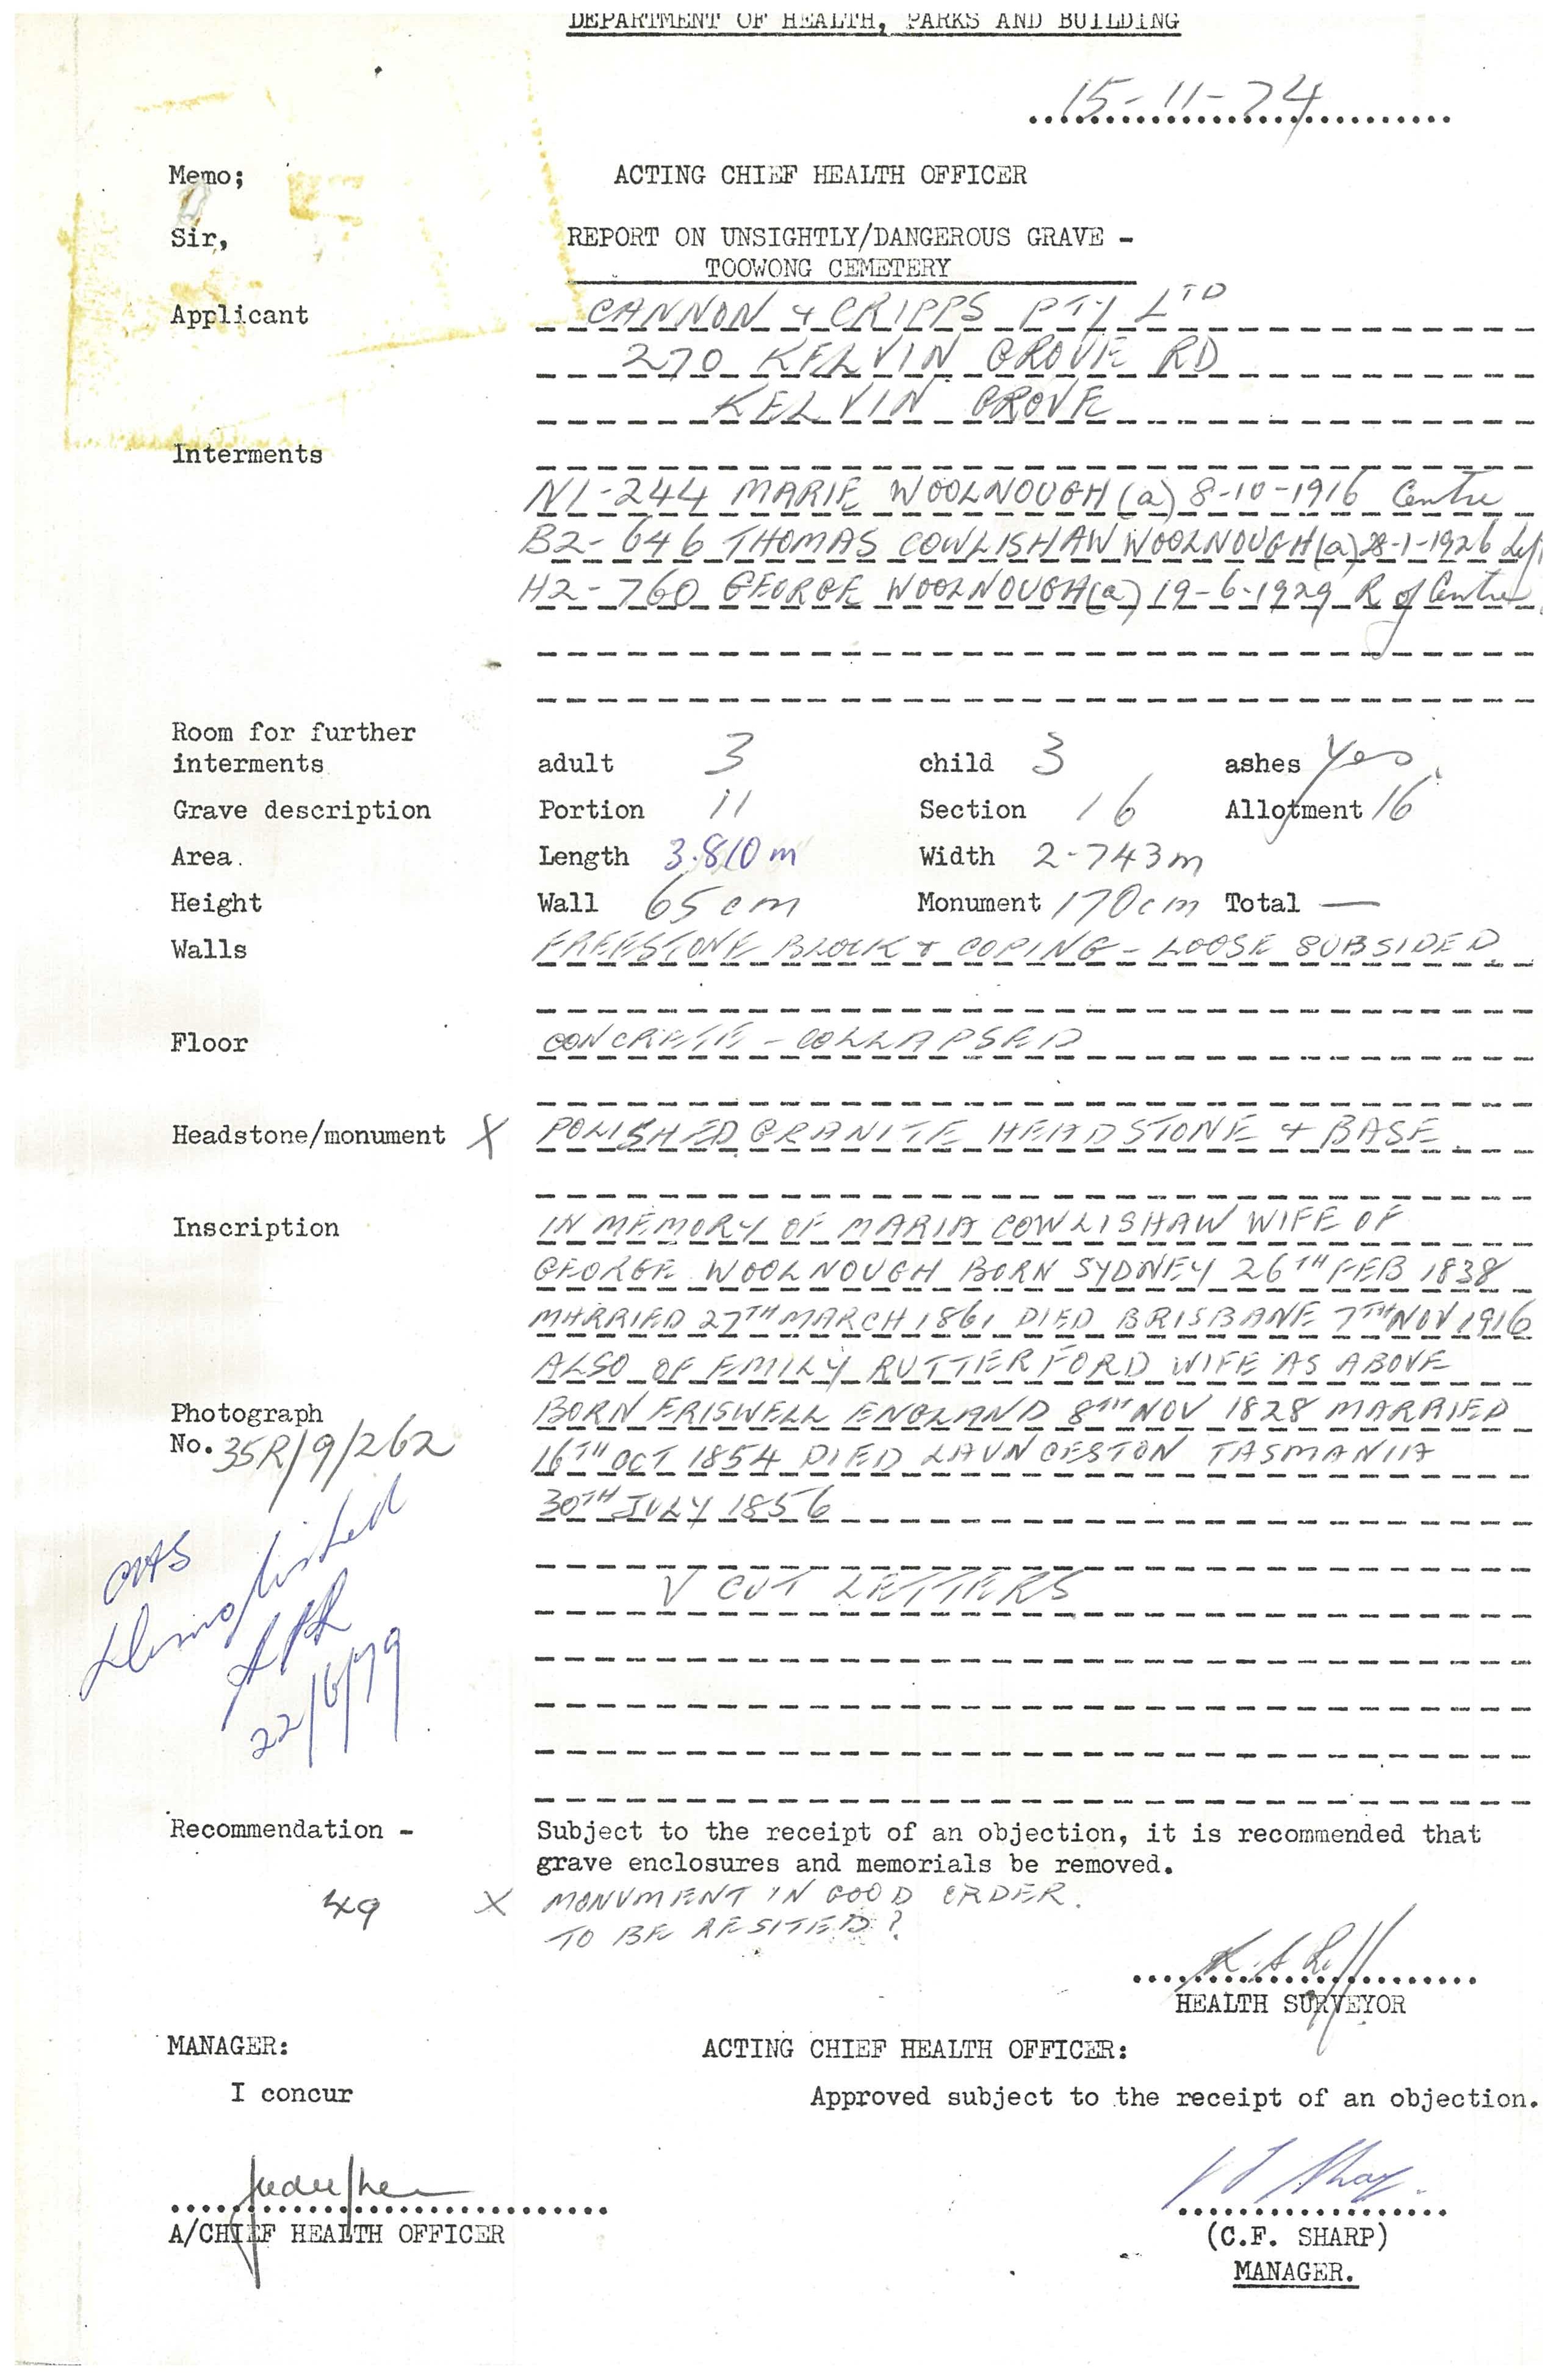 DEPARTMENT OF HEALTH, PARKS AND BUILDING
15-11-74
Memo; ACTING CHIEF HEALTH OFFICER
Sir, REPORT ON UNSIGHTLY/DANGEROUS GRAVE -
TOOWONG CEMETERY
Applicant CANNON & CRIPPS PTY LTD
270 KELVIN GROVE RD
KELVIN GROVE
Interments
N1-244 MARIE WOOLNOUGH (a) 8-10-1916 Centre
B2-646 THOMAS COWLISHAW WOOLNOUGH (a) 28-1-1926 Left
H2-760 GEORGE WOOLNOUGH (a) 19-6-1929 R of Centre
Room for further
interments adult 3 child 3 ashes Yes.
Grave description Portion 11 Section 16 Allotment 16
Area. Length 3.810 m Width 2-743m
Height Wall 65 cm Monument 170cm Total —
Walls FREESTONE BLOCK & COPING - LOOSE SUBSIDED.
Floor CONCRETE - COLLAPSED
Headstone/monument X POLISHED GRANITE HEADSTONE & BASE.
Inscription IN MEMORY OF MARIA COWLISHAW WIFE OF
GEORGE WOOLNOUGH BORN SYDNEY 26TH FEB 1838
MARRIED 27TH MARCH 1861 DIED BRISBANE 7TH NOV 1916
ALSO OF EMILY RUTTERFORD WIFE AS ABOVE
Photograph BORN FRISWELL ENGLAND 8TH NOV 1828 MARRIED
No. 35R/9/262 16TH OCT 1854 DIED LAUNCESTON TASMANIA
30TH JULY 1856
V CUT LETTERS
22/6/79
Recommendation - Subject to the receipt of an objection, it is recommended that
grave enclosures and memorials be removed.
49 X MONUMENT IN GOOD ORDER.
TO BE RESITED?
HEALTH SURVEYOR
MANAGER: ACTING CHIEF HEALTH OFFICER:
I concur Approved subject to the receipt of an objection.
A/CHIEF HEALTH OFFICER (C.F. SHARP)
MANAGER.